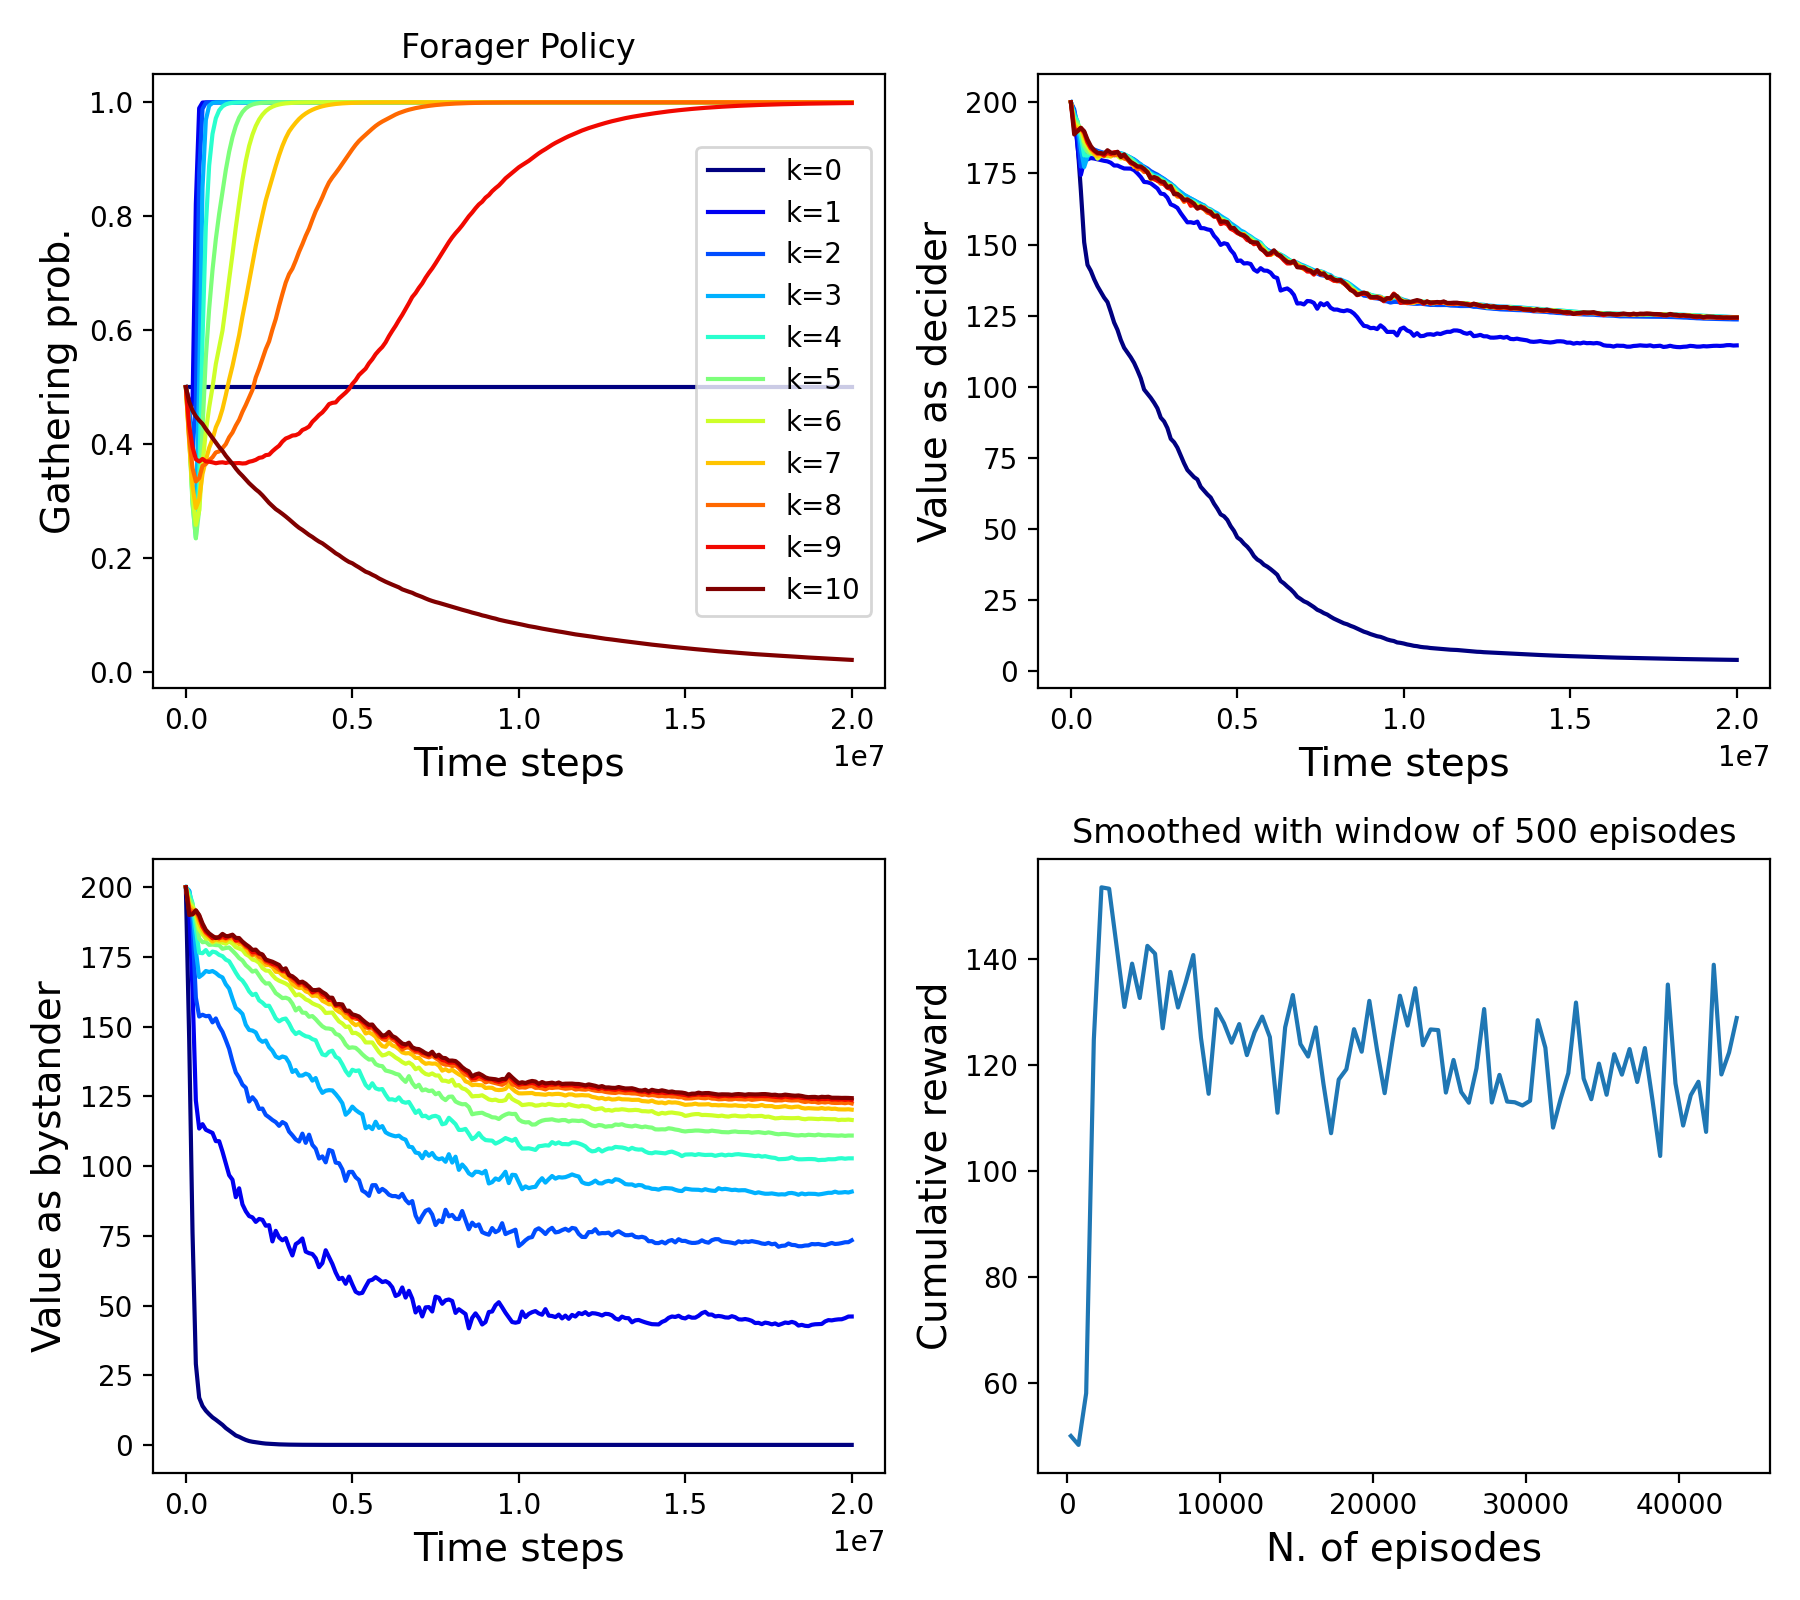 Forager Policy
Gathering prob.
1.0
0.8
0.6
0.4
0.2
0.0
k=0
k=1
k=2
k=3
k=4
k=5
k=6
k=7
k=8
k=9
k=10
0.0 0.5 1.0 1.5 2.0
1e7
Time steps
Value as decider
200
175
150
125
100
75
50
25
0
0.0 0.5 1.0 1.5 2.0
1e7
Time steps
Value as bystander
200
175
150
125
100
75
50
25
0
0.0 0.5 1.0 1.5 2.0
1e7
Time steps
Smoothed with window of 500 episodes
Cumulative reward
140
120
100
80
60
0 10000 20000 30000 40000
N. of episodes